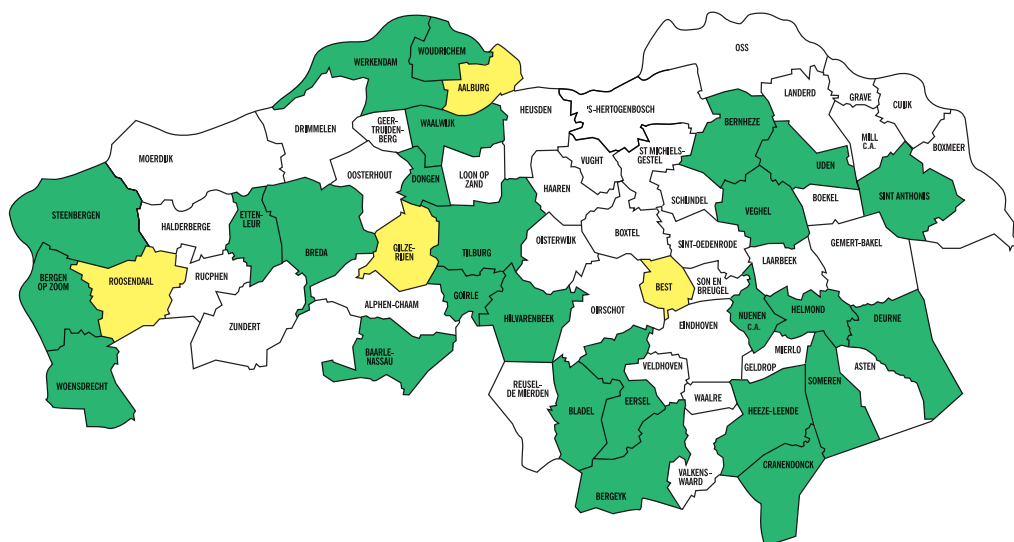 OSS
WOUDRICHEM
WERKENDAM
AALBURG
LANDERD
GRAVE
CUIJK
HEUSDEN
'S-HERTOGENBOSCH
GEER-
TRUIDEN-
BERG
WAALWIJK
BERNHEZE
DRIMMELEN
MILL
C.A.
BOXMEER
MOERDIJK
ST MICHIELS-
GESTEL
VUGHT
UDEN
OOSTERHOUT
DONGEN
LOON OP
ZAND
HAAREN
SINT ANTHONIS
BOEKEL
SCHIJNDEL
VEGHEL
STEENBERGEN
ETTEN-
LEUR
HALDERBERGE
BOXTEL
OISTERWIJK
SINT-OEDENRODE
GEMERT-BAKEL
BREDA
GILZE-
RIJEN
TILBURG
LAARBEEK
BERGEN
OP ZOOM
ROOSENDAAL
RUCPHEN
BEST
SON EN
BREUGEL
GOIRLE
ALPHEN-CHAAM
HILVARENBEEK
OIRSCHOT
NUENEN
C.A.
HELMOND
DEURNE
ZUNDERT
EINDHOVEN
MIERLO
BAARLE-
NASSAU
VELDHOVEN
GELDROP
ASTEN
WOENSDRECHT
REUSEL-
DE MIERDEN
SOMEREN
WAALRE
BLADEL
EERSEL
HEEZE-LEENDE
CRANENDONCK
VALKENS-
WAARD
BERGEYK